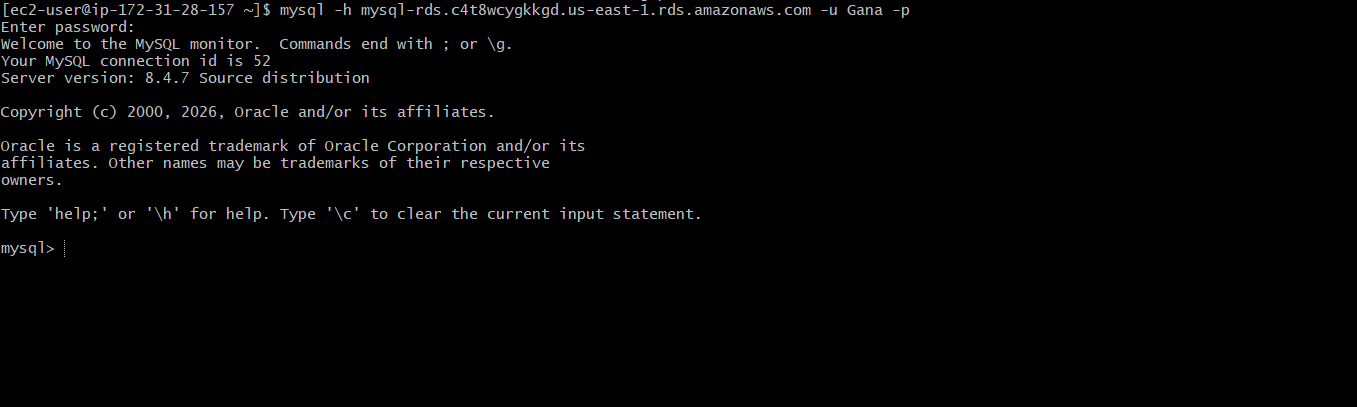 [ec2-user@ip-172-31-28-157 ~]$ mysql -h mysql-rds.c4t8wcygkkgd.us-east-1.rds.amazonaws.com -u Gana -p
Enter password:
Welcome to the MySQL monitor.  Commands end with ; or \g.
Your MySQL connection id is 52
Server version: 8.4.7 Source distribution
Copyright (c) 2000, 2026, Oracle and/or its affiliates.
Oracle is a registered trademark of Oracle Corporation and/or its
affiliates. Other names may be trademarks of their respective
owners.
Type 'help;' or '\h' for help. Type '\c' to clear the current input statement.
mysql>